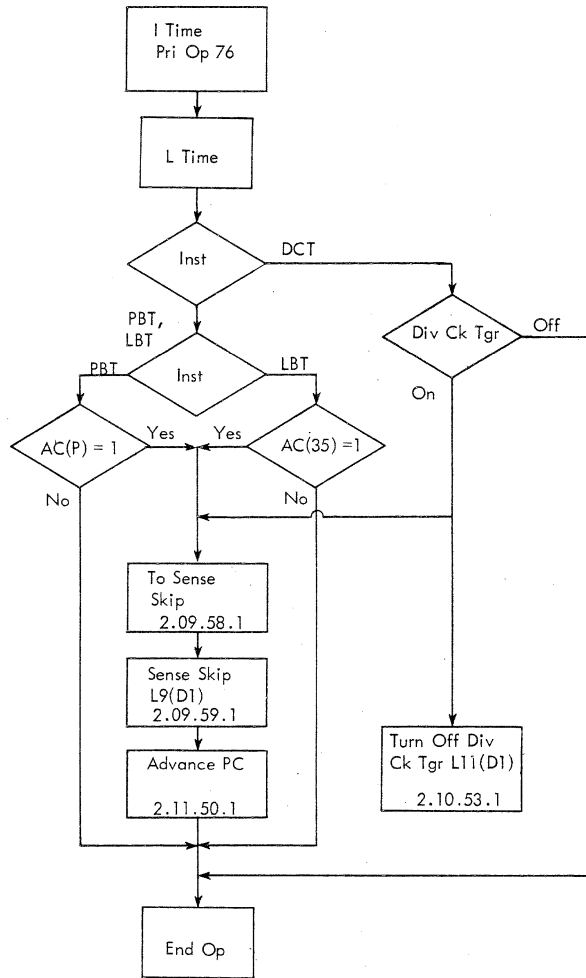 I Time
Pri Op 76
L Time
Inst
DCT
PBT,
LBT
Div Ck Tgr
Off
PBT
Inst
LBT
On
AC(P) = 1
Yes
Yes
AC(35) =1
No
No
To Sense
Skip
2.09.58.1
Sense Skip
L9(D1)
2.09.59.1
Advance PC
2.11.50.1
Turn Off Div
Ck Tgr L11(D1)
2.10.53.1
End Op